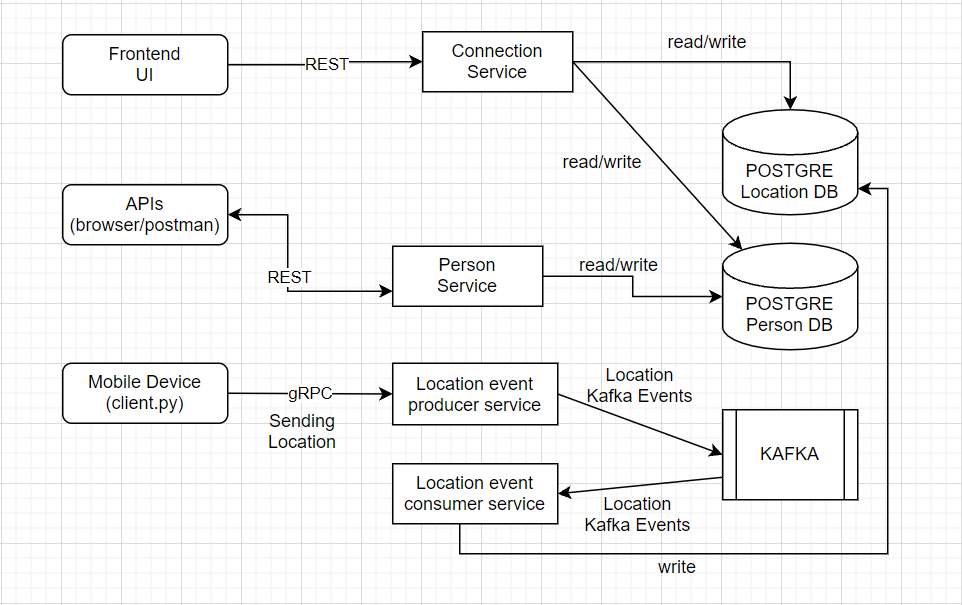 Frontend
UI
REST
Connection
Service
read/write
read/write
POSTGRE
Location DB
APIs
(browser/postman)
REST
Person
Service
read/write
POSTGRE
Person DB
Mobile Device
(client.py)
gRPC
Sending
Location
Location event
producer service
Location
Kafka Events
KAFKA
Location event
consumer service
Location
Kafka Events
write